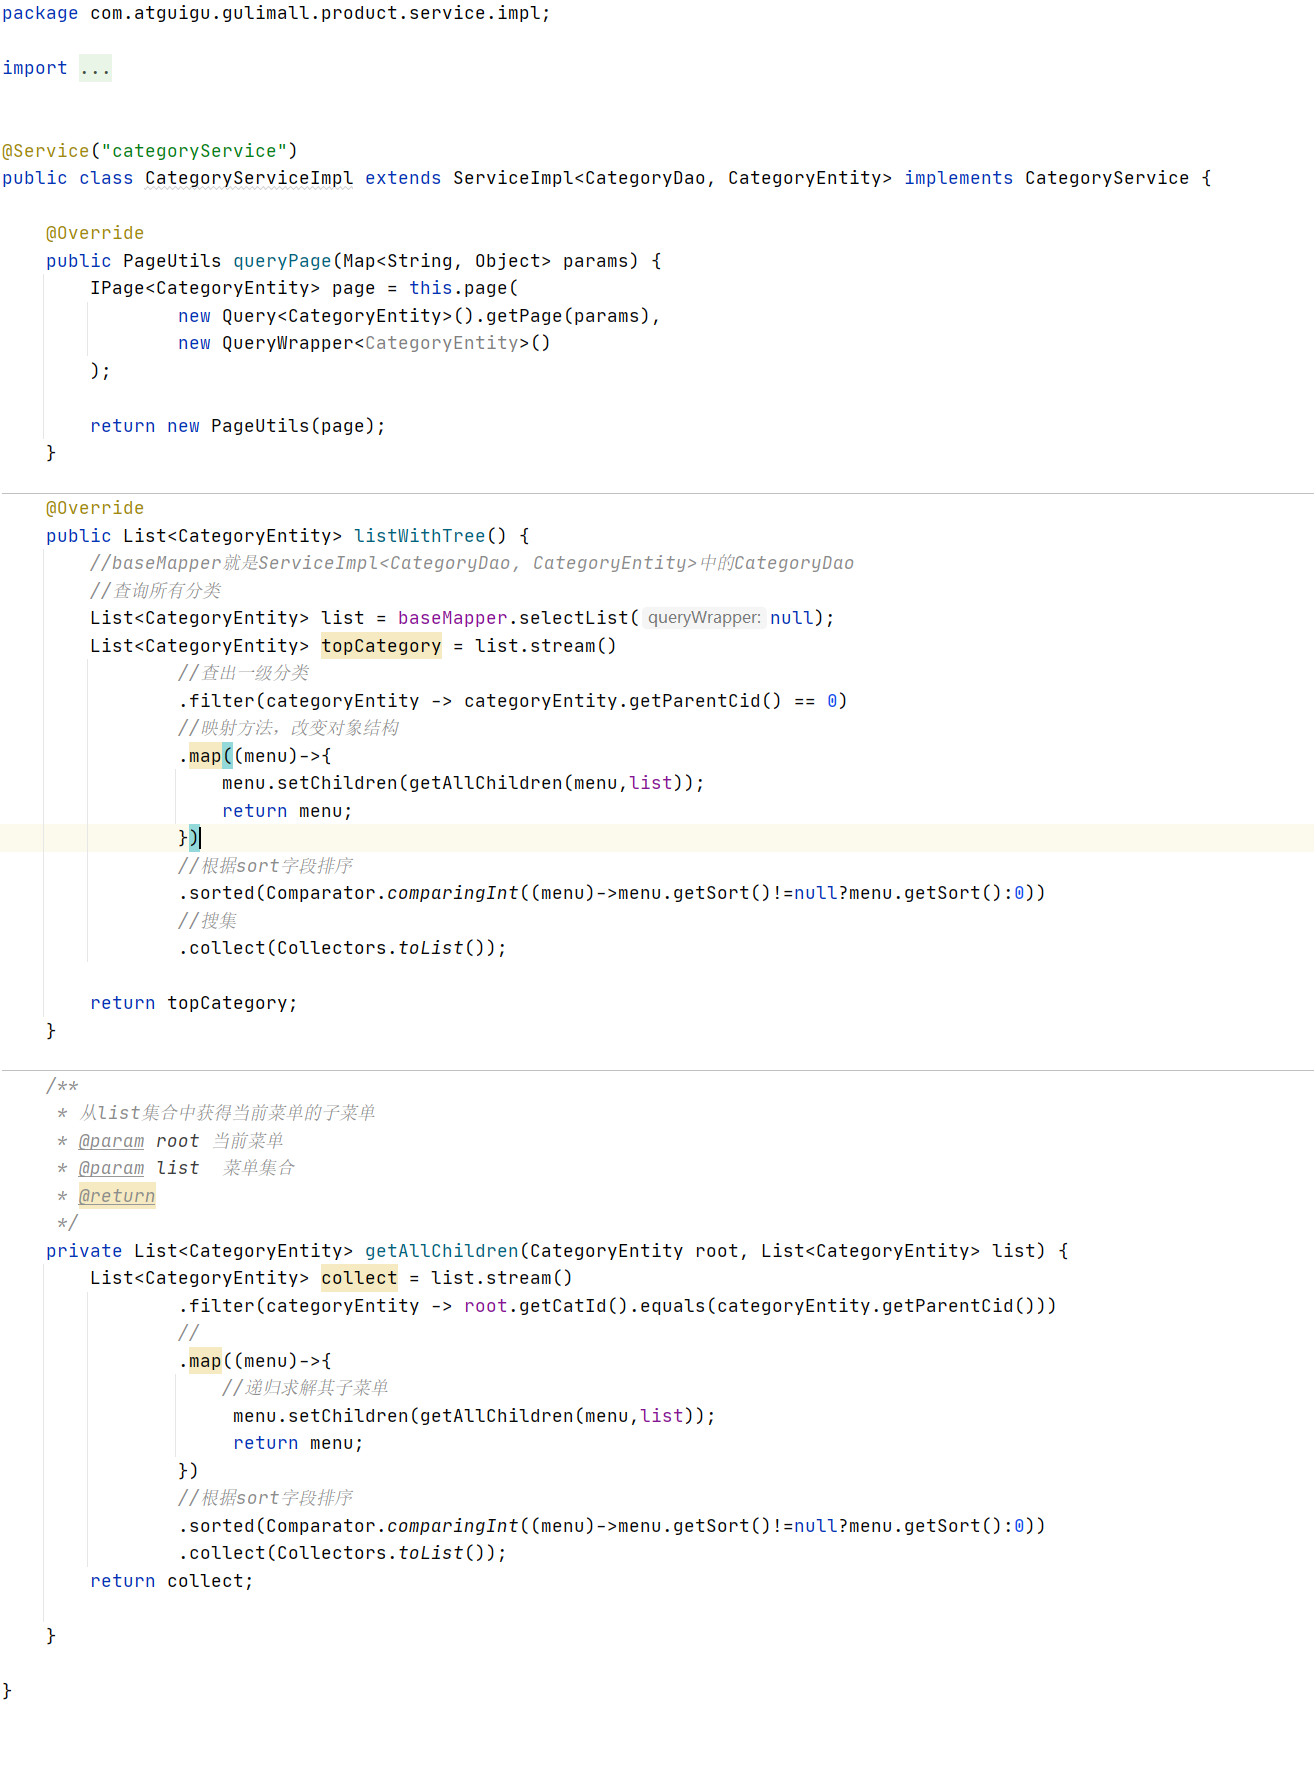 package com.atguigu.gulimall.product.service.impl;
import ...
@Service("categoryService")
public class CategoryServiceImpl extends ServiceImpl<CategoryDao, CategoryEntity> implements CategoryService {
@Override
public PageUtils queryPage(Map<String, Object> params) {
IPage<CategoryEntity> page = this.page(
new Query<CategoryEntity>().getPage(params),
new QueryWrapper<CategoryEntity>()
);
return new PageUtils(page);
}
@Override
public List<CategoryEntity> listWithTree() {
//baseMapper就是ServiceImpl<CategoryDao, CategoryEntity>中的CategoryDao
//查询所有分类
List<CategoryEntity> list = baseMapper.selectList( queryWrapper: null);
List<CategoryEntity> topCategory = list.stream()
//查出一级分类
.filter(categoryEntity -> categoryEntity.getParentCid() == 0)
//映射方法，改变对象结构
.map((menu)->{
menu.setChildren(getAllChildren(menu,list));
return menu;
})
//根据sort字段排序
.sorted(Comparator.comparingInt((menu)->menu.getSort()!=null?menu.getSort():0))
//搜集
.collect(Collectors.toList());
return topCategory;
}
/**
* 从list集合中获得当前菜单的子菜单
* @param root 当前菜单
* @param list 菜单集合
* @return
*/
private List<CategoryEntity> getAllChildren(CategoryEntity root, List<CategoryEntity> list) {
List<CategoryEntity> collect = list.stream()
.filter(categoryEntity -> root.getCatId().equals(categoryEntity.getParentCid()))
//
.map((menu)->{
//递归求解其子菜单
menu.setChildren(getAllChildren(menu,list));
return menu;
})
//根据sort字段排序
.sorted(Comparator.comparingInt((menu)->menu.getSort()!=null?menu.getSort():0))
.collect(Collectors.toList());
return collect;
}
}